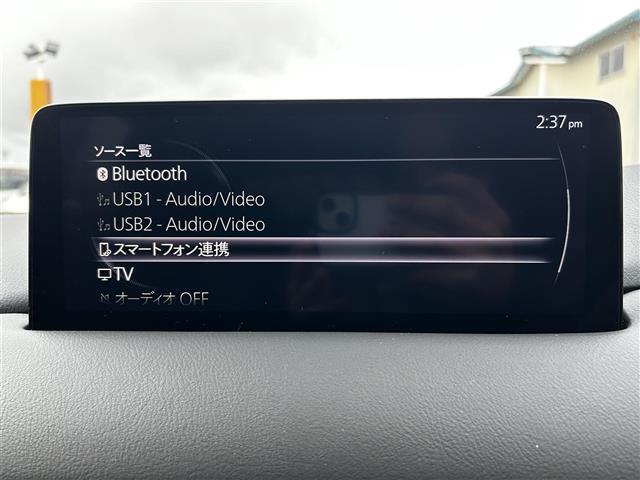 2:37 pm
ソース一覧
Bluetooth
USB1 - Audio/Video
USB2 - Audio/Video
スマートフォン連携
TV
オーディオ OFF